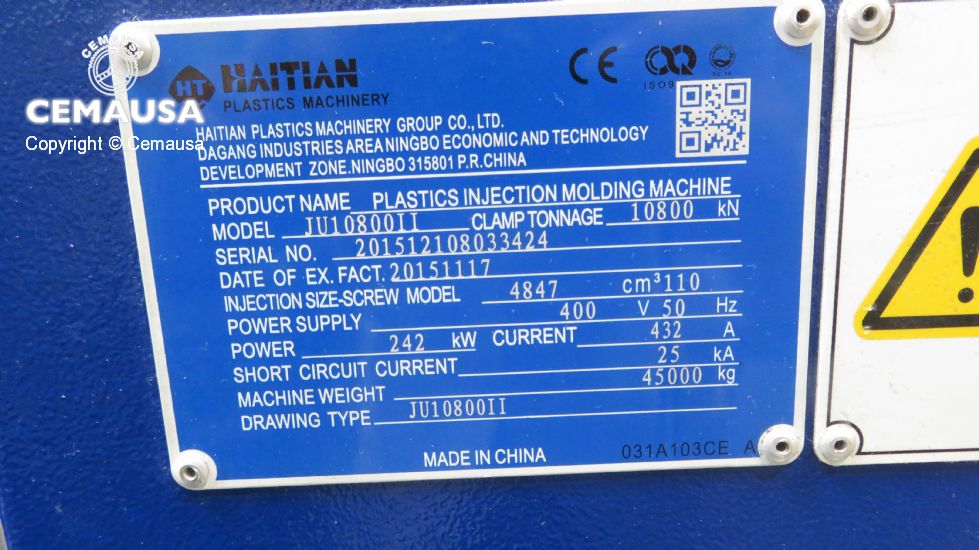 CEMAUSA
CEMAUSA
Copyright © Cemausa
HT HAITIAN
PLASTICS MACHINERY
CE
HAITIAN PLASTICS MACHINERY GROUP CO.,LTD.
DAGANG INDUSTRIES AREA NINGBO ECONOMIC AND TECHNOLOGY
DEVELOPMENT ZONE.NINGBO 315801 P.R.CHINA
PRODUCT NAME PLASTICS INJECTION MOLDING MACHINE
MODEL JU10800II CLAMP TONNAGE 10800 kN
SERIAL NO. 201512108033424
DATE OF EX. FACT. 20151117
INJECTION SIZE-SCREW MODEL 4847 cm³110
POWER SUPPLY 400 V 50 Hz
POWER 242 kW CURRENT 432 A
SHORT CIRCUIT CURRENT 25 kA
MACHINE WEIGHT 45000 kg
DRAWING TYPE JU10800II
MADE IN CHINA
031A103CE A